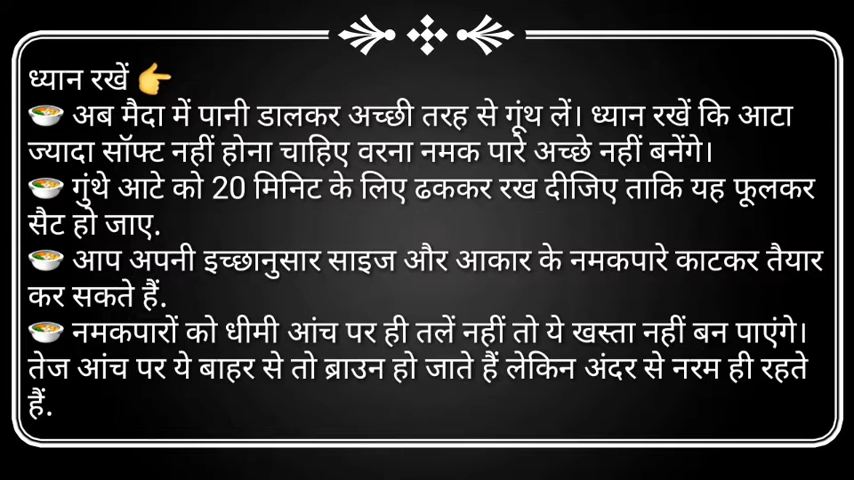 ध्यान रखें 👉
🍜 अब मैदा में पानी डालकर अच्छी तरह से गूंथ लें। ध्यान रखें कि आटा
ज्यादा सॉफ्ट नहीं होना चाहिए वरना नमक पारे अच्छे नहीं बनेंगे।
🍜 गुंथे आटे को 20 मिनिट के लिए ढककर रख दीजिए ताकि यह फूलकर
सैट हो जाए.
🍜 आप अपनी इच्छानुसार साइज और आकार के नमकपारे काटकर तैयार
कर सकते हैं.
🍜 नमकपारों को धीमी आंच पर ही तलें नहीं तो ये खस्ता नहीं बन पाएंगे।
तेज आंच पर ये बाहर से तो ब्राउन हो जाते हैं लेकिन अंदर से नरम ही रहते
हैं.